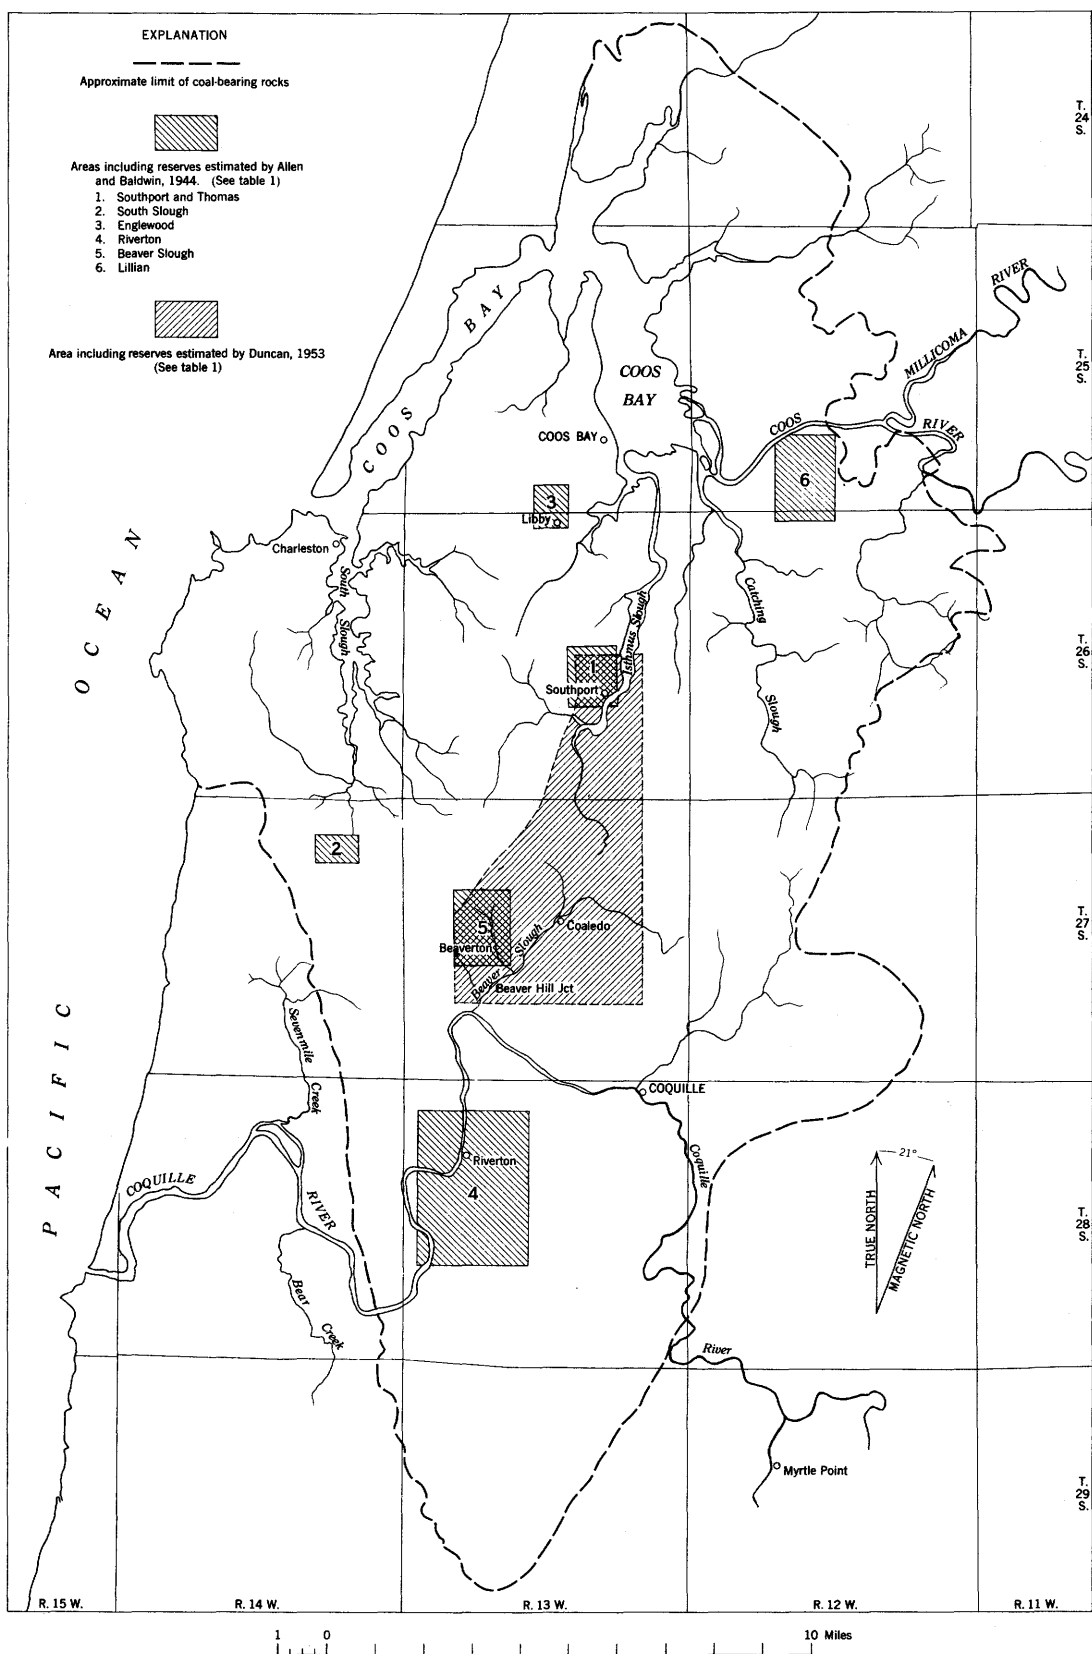 EXPLANATION
Approximate limit of coal-bearing rocks
Areas including reserves estimated by Allen
and Baldwin, 1944. (See table 1)
1. Southport and Thomas
2. South Slough
3. Englewood
4. Riverton
5. Beaver Slough
6. Lillian
Area including reserves estimated by Duncan, 1953
(See table 1)
T.
24
S.
T.
25
S.
T.
26
S.
T.
27
S.
T.
28
S.
T.
29
S.
COOS BAY
COOS
BAY
COOS BAY
MILLICOMA
RIVER
COOS
RIVER
6
3
Libby
Charleston
South
Slough
Catching
Slough
Isthmus Slough
1
Southport
2
5
Beaverton
Coaledo
Beaver
Slough
Beaver Hill Jct
PACIFIC
OCEAN
Sevenmile
Creek
COQUILLE
Coquille
River
COQUILLE
RIVER
Riverton
4
Bear
Creek
Myrtle Point
21°
TRUE NORTH
MAGNETIC NORTH
R. 15 W.
R. 14 W.
R. 13 W.
R. 12 W.
R. 11 W.
1 0 10 Miles